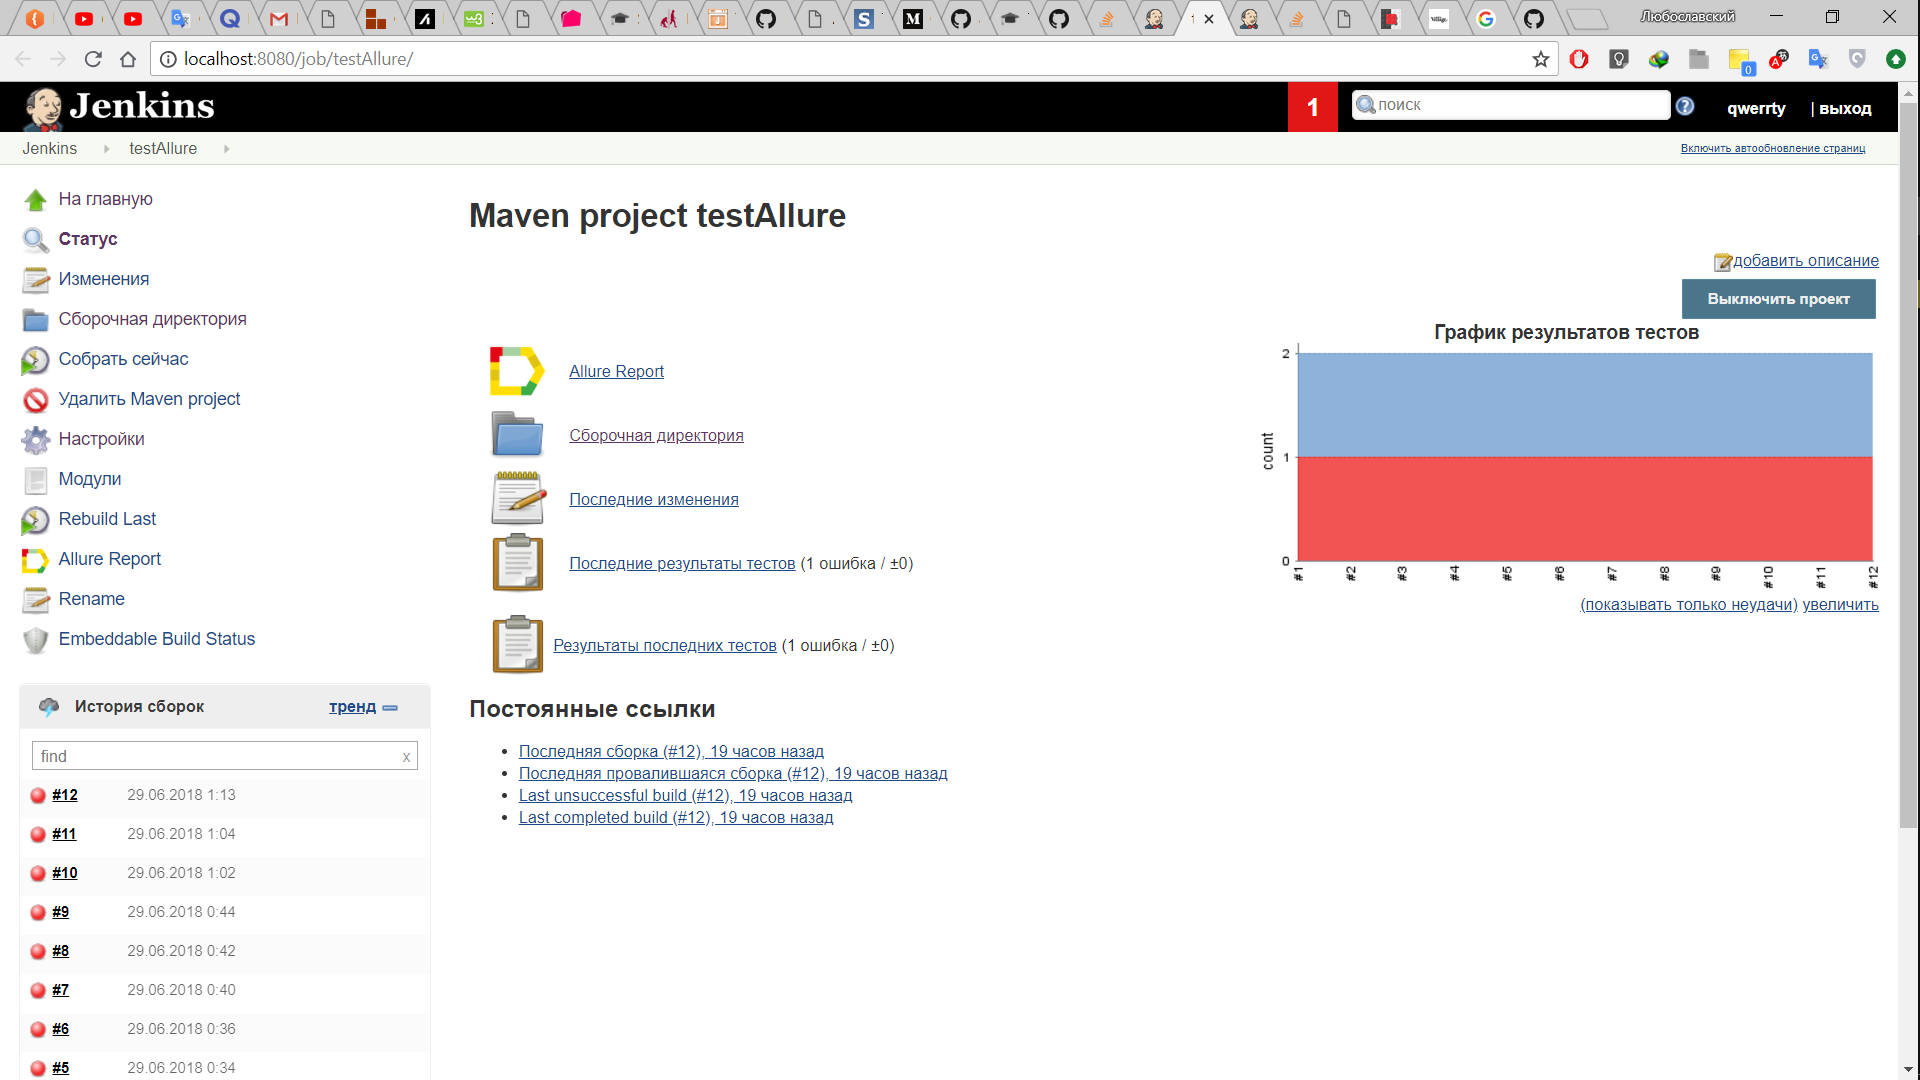 Любославский
localhost:8080/job/testAllure/
0
Jenkins
1
поиск
qwerrty
| выход
Jenkins
testAllure
Включить автообновление страниц
На главную
Статус
Изменения
Сборочная директория
Собрать сейчас
Удалить Maven project
Настройки
Модули
Rebuild Last
Allure Report
Rename
Embeddable Build Status
История сборок
тренд
find
x
#12 29.06.2018 1:13
#11 29.06.2018 1:04
#10 29.06.2018 1:02
#9 29.06.2018 0:44
#8 29.06.2018 0:42
#7 29.06.2018 0:40
#6 29.06.2018 0:36
#5 29.06.2018 0:34
Maven project testAllure
добавить описание
Выключить проект
Allure Report
Сборочная директория
Последние изменения
Последние результаты тестов (1 ошибка / ±0)
Результаты последних тестов (1 ошибка / ±0)
График результатов тестов
count
2
1
0
#1 #2 #3 #4 #5 #6 #7 #8 #9 #10 #11 #12
(показывать только неудачи) увеличить
Постоянные ссылки
Последняя сборка (#12), 19 часов назад
Последняя провалившаяся сборка (#12), 19 часов назад
Last unsuccessful build (#12), 19 часов назад
Last completed build (#12), 19 часов назад